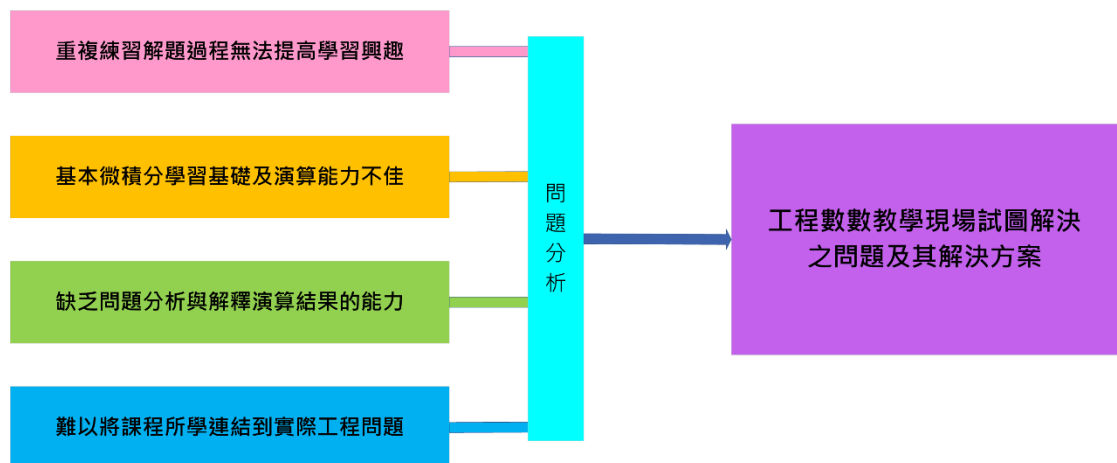 重複練習解題過程無法提高學習興趣
基本微積分學習基礎及演算能力不佳
缺乏問題分析與解釋演算結果的能力
難以將課程所學連結到實際工程問題
問題分析
工程數數教學現場試圖解決
之問題及其解決方案